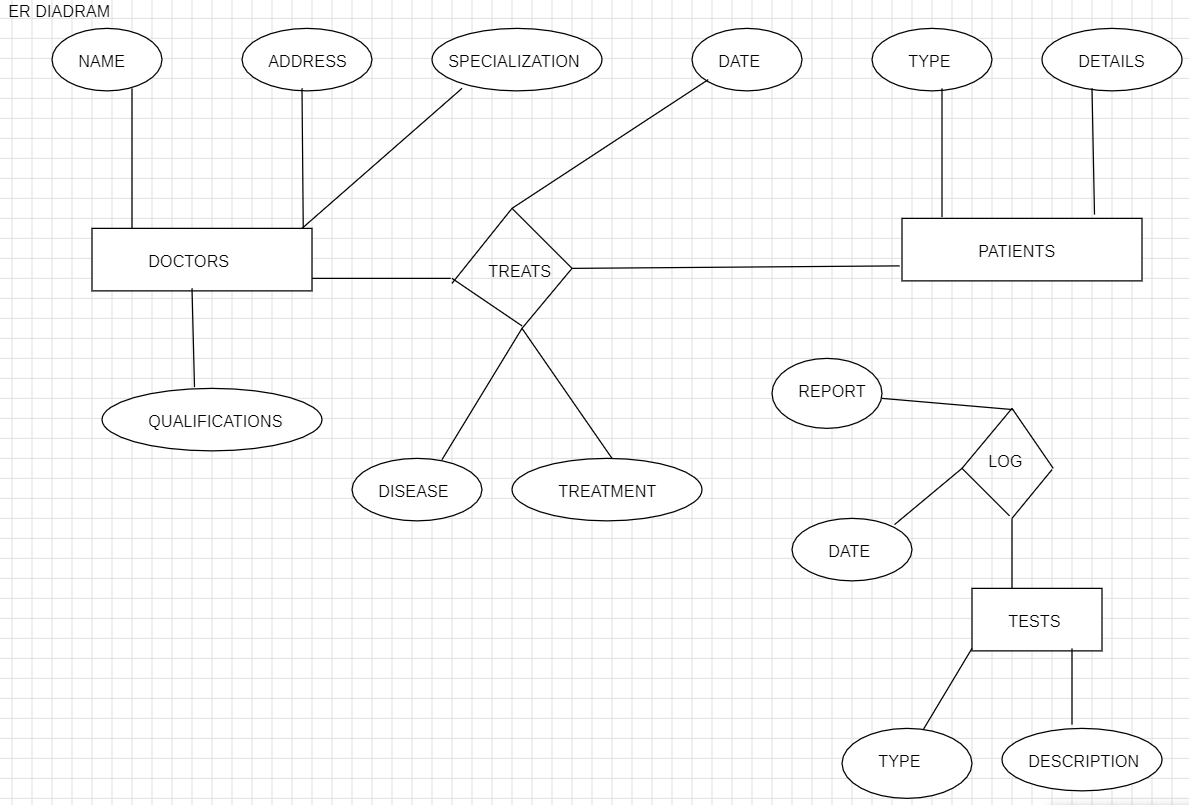 ER DIADRAM
NAME
ADDRESS
SPECIALIZATION
DATE
TYPE
DETAILS
DOCTORS
TREATS
PATIENTS
QUALIFICATIONS
REPORT
LOG
DISEASE
TREATMENT
DATE
TESTS
TYPE
DESCRIPTION